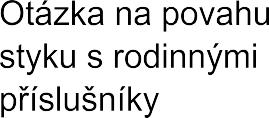 Otázka na povahu
styku s rodinnými
příslušníky